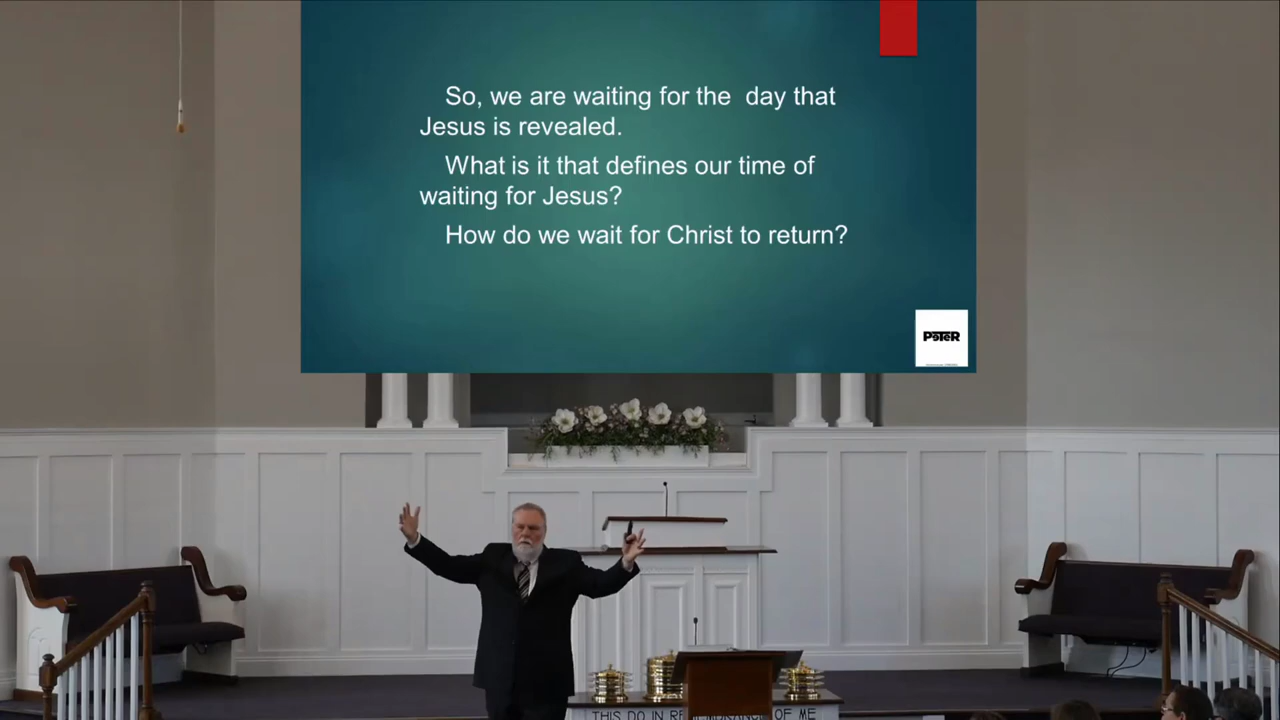 So, we are waiting for the day that
Jesus is revealed.
What is it that defines our time of
waiting for Jesus?
How do we wait for Christ to return?
PeTeR
THIS DO IN OF ME